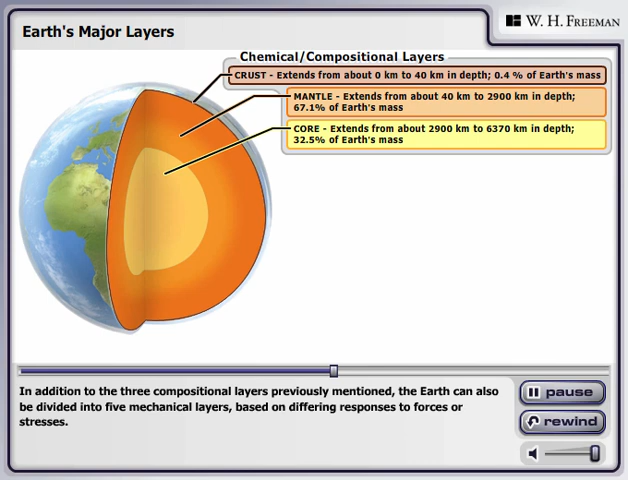 Earth's Major Layers
W. H. FREEMAN
Chemical/Compositional Layers
CRUST - Extends from about 0 km to 40 km in depth; 0.4 % of Earth's mass
MANTLE - Extends from about 40 km to 2900 km in depth;
67.1% of Earth's mass
CORE - Extends from about 2900 km to 6370 km in depth;
32.5% of Earth's mass
In addition to the three compositional layers previously mentioned, the Earth can also
be divided into five mechanical layers, based on differing responses to forces or
stresses.
pause
rewind